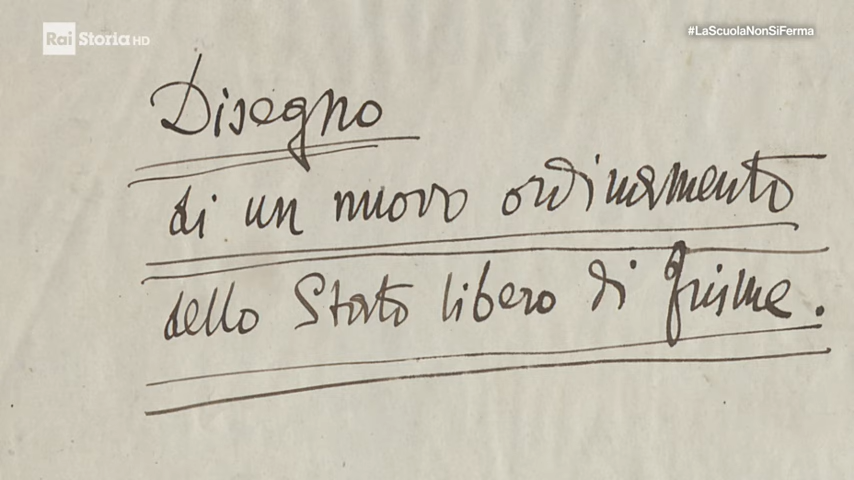 Rai Storia HD
#LaScuolaNonSiFerma
Disegno
di un nuovo ordinamento
dello Stato libero di Fiume.